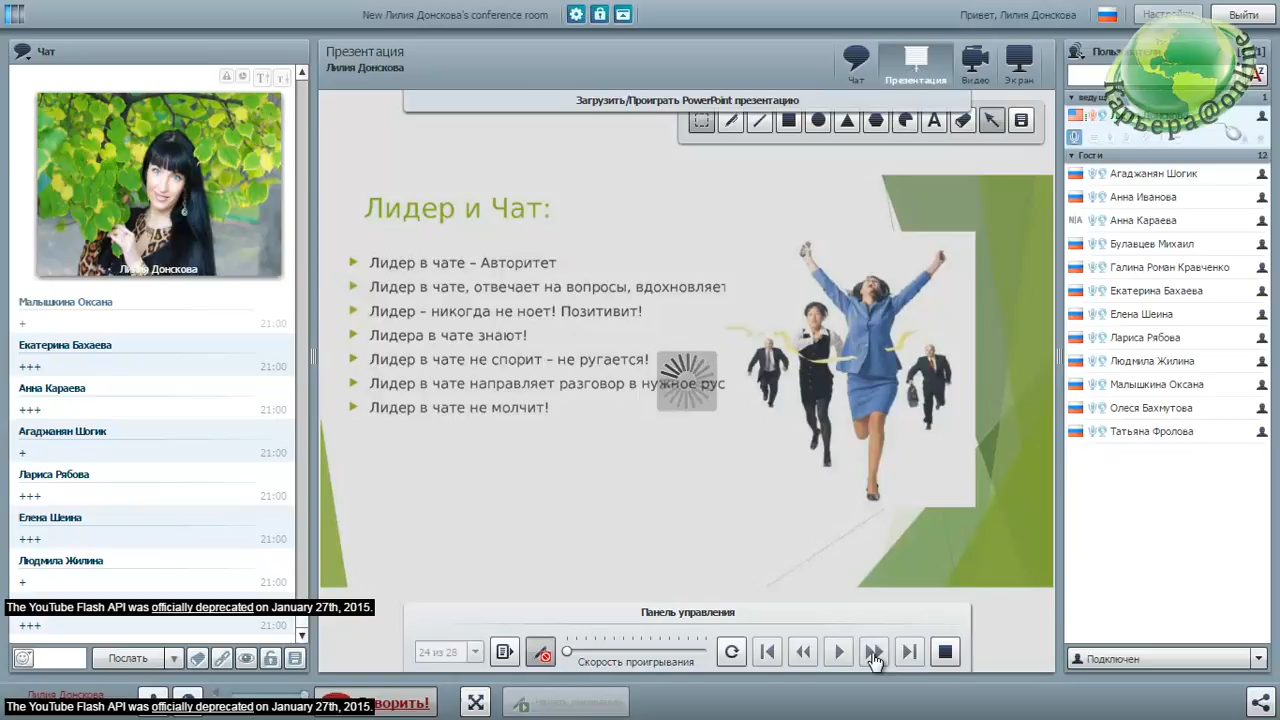 New Лилия Донскова's conference room
Привет, Лилия Донскова
Настройки
Выйти
Чат
Лилия Донскова
Малышкина Оксана
+
21:00
Екатерина Бахаева
+++
21:00
Анна Караева
+++
21:00
Агаджанян Шогик
+
21:00
Лариса Рябова
+++
21:00
Елена Шеина
+++
21:00
Людмила Жилина
+
21:00
The YouTube Flash API was officially deprecated on January 27th, 2015.
+++
21:00
Послать
Презентация
Лилия Донскова
Чат
Презентация
Видео
Экран
Загрузить/Проиграть PowerPoint презентацию
Лидер и Чат:
Лидер в чате – Авторитет
Лидер в чате, отвечает на вопросы, вдохновляет
Лидер – никогда не ноет! Позитивит!
Лидера в чате знают!
Лидер в чате не спорит – не ругается!
Лидер в чате направляет разговор в нужное рус
Лидер в чате не молчит!
Панель управления
24 из 28
Скорость проигрывания
Пользователи
карьера@online
1
Гости
12
Агаджанян Шогик
Анна Иванова
N/A
Анна Караева
Булавцев Михаил
Галина Роман Кравченко
Екатерина Бахаева
Елена Шеина
Лариса Рябова
Людмила Жилина
Малышкина Оксана
Олеся Бахмутова
Татьяна Фролова
Подключен
Лилия Донскова
The YouTube Flash API was officially deprecated on January 27th, 2015.